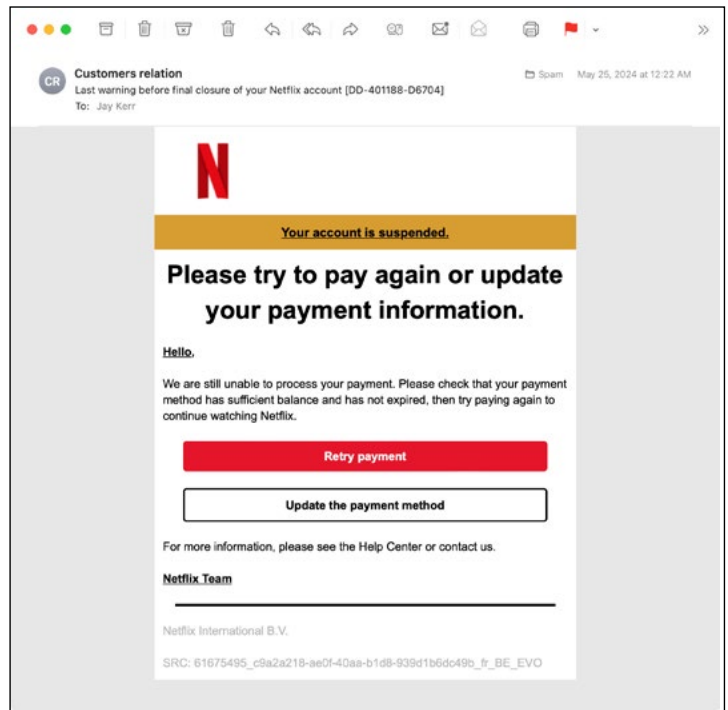 CR
Customers relation
Spam May 25, 2024 at 12:22 AM
Last warning before final closure of your Netflix account [DD-401188-D6704]
To: Jay Kerr
N
Your account is suspended.
Please try to pay again or update
your payment information.
Hello,
We are still unable to process your payment. Please check that your payment
method has sufficient balance and has not expired, then try paying again to
continue watching Netflix.
Retry payment
Update the payment method
For more information, please see the Help Center or contact us.
Netflix Team
Netflix International B.V.
SRC: 61675495_c9a2a218-ae0f-40aa-b1d8-939d1b6dc49b_fr_BE_EVO